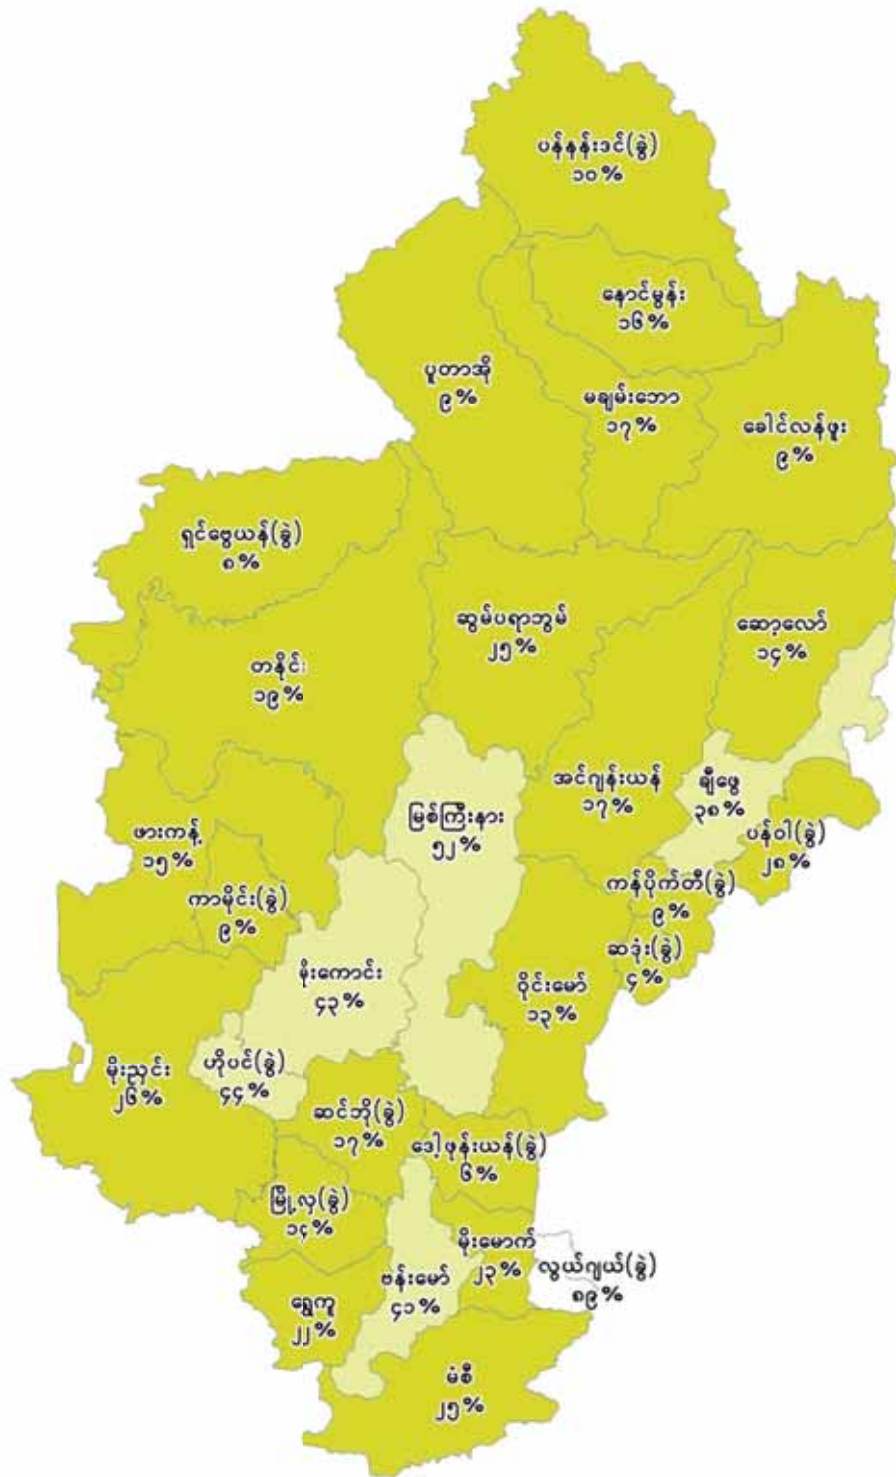 ပန်နန်းဒင်(ခွဲ)
၁၀%
နောင်မွန်း
၁၆%
ပူတာအို
၉%
မချမ်းဘော
၁၇%
ခေါင်လန်ဖူး
၉%
ရှင်ဗွေယန်(ခွဲ)
၈%
ဆွမ်ပရာဘွမ်
၂၅%
ဆော့လော်
၁၄%
တနိုင်း
၁၉%
အင်ဂျန်းယန်
၁၇%
ချီဖွေ
၃၈%
မြစ်ကြီးနား
၅၂%
ဖားကန့်
၁၅%
ပန်ဝါ(ခွဲ)
၂၈%
ကန်ပိုက်တီ(ခွဲ)
၉%
ကာမိုင်း(ခွဲ)
၉%
ဆဒုံး(ခွဲ)
၄%
မိုးကောင်း
၄၃%
ဝိုင်းမော်
၁၃%
မိုးညှင်း
၂၆%
ဟိုပင်(ခွဲ)
၄၄%
ဆင်ဘို(ခွဲ)
၁၇%
ဒေါ့ဖုန်းယန်(ခွဲ)
၆%
မြို့လှ(ခွဲ)
၁၄%
မိုးမောက်
၂၃%
လွယ်ဂျယ်(ခွဲ)
၈၉%
ဗန်းမော်
၄၁%
ရွှေကူ
၂၂%
မံစီ
၂၅%